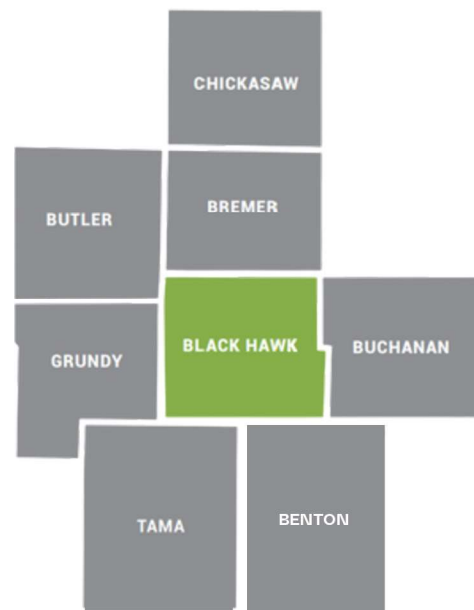 CHICKASAW
BUTLER
BREMER
GRUNDY
BLACK HAWK
BUCHANAN
TAMA
BENTON